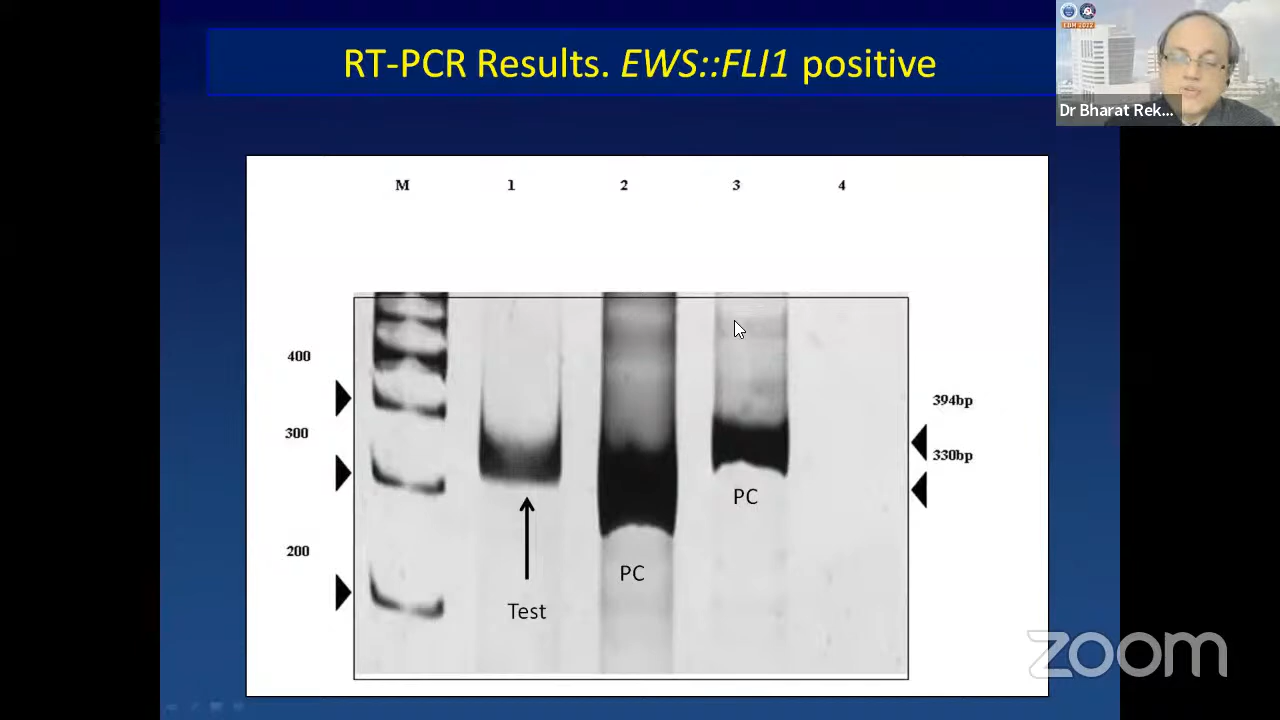 RT-PCR Results. EWS::FLI1 positive
Dr Bharat Rek...
M 1 2 3 4
400
300
200
394bp
330bp
PC
PC
Test
zoom